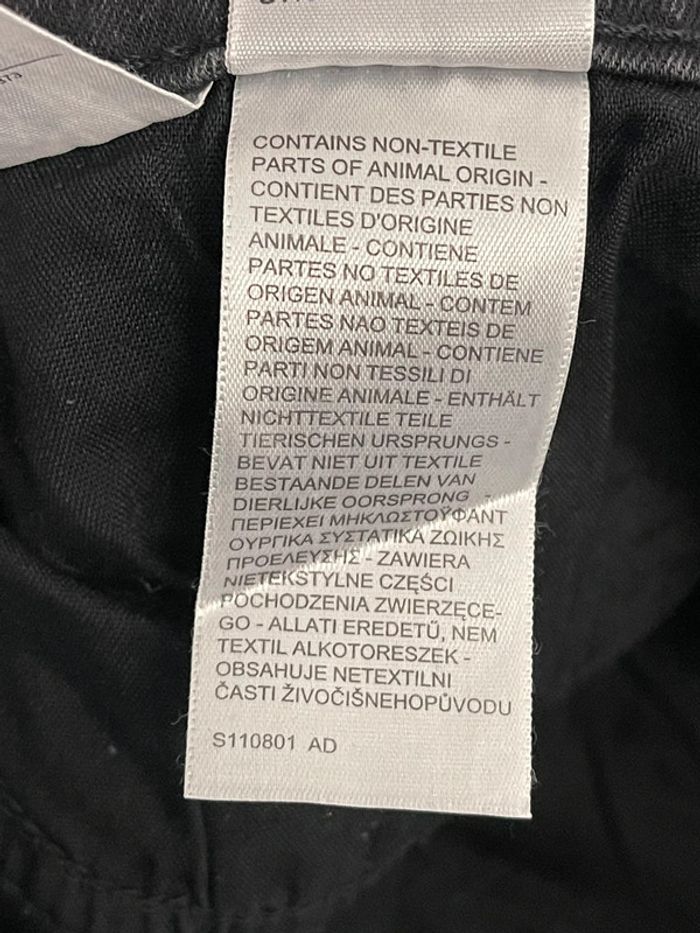 673
CONTAINS NON-TEXTILE
PARTS OF ANIMAL ORIGIN -
CONTIENT DES PARTIES NON
TEXTILES D'ORIGINE
ANIMALE - CONTIENE
PARTES NO TEXTILES DE
ORIGEN ANIMAL - CONTEM
PARTES NAO TEXTEIS DE
ORIGEM ANIMAL - CONTIENE
PARTI NON TESSILI DI
ORIGINE ANIMALE - ENTHÄLT
NICHTTEXTILE TEILE
TIERISCHEN URSPRUNGS -
BEVAT NIET UIT TEXTILE
BESTAANDE DELEN VAN
DIERLIJKE OORSPRONG -
ΠΕΡΙΕΧΕΙ ΜΗΚΛΩΣΤΟΫΦΑΝΤ
ΟΥΡΓΙΚΑ ΣΥΣΤΑΤΙΚΑ ΖΩΙΚΗΣ
ΠΡΟΕΛΕΥΣΗΣ - ZAWIERA
NIETEKSTYLNE CZĘŚCI
POCHODZENIA ZWIERZĘCE-
GO - ALLATI EREDETŰ, NEM
TEXTIL ALKOTORESZEK -
OBSAHUJE NETEXTILNI
ČASTI ŽIVOČIŠNEHOPŮVODU
S110801 AD